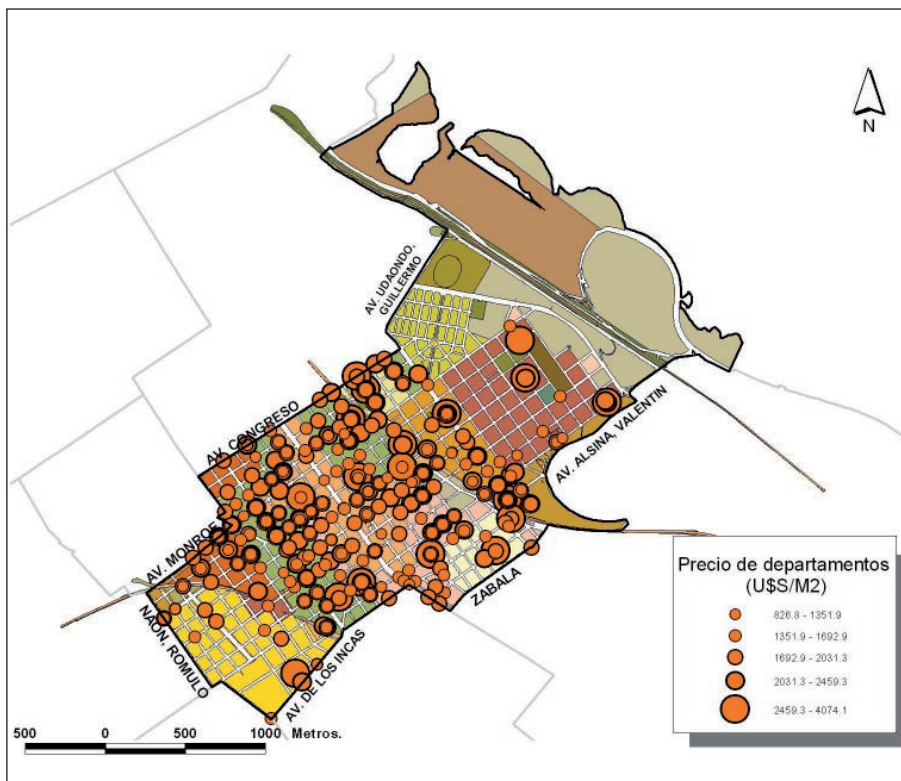 N
AV. UDAONDO,
GUILLERMO
AV. CONGRESO
AV. ALSINA, VALENTIN
AV. MONROE
ZABALA
NAON, ROMULO
AV. DE LOS INCAS
Precio de departamentos
(U$S/M2)
826.8 - 1351.9
1351.9 - 1692.9
1692.9 - 2031.3
2031.3 - 2459.3
2459.3 - 4074.1
500 0 500 1000 Metros.